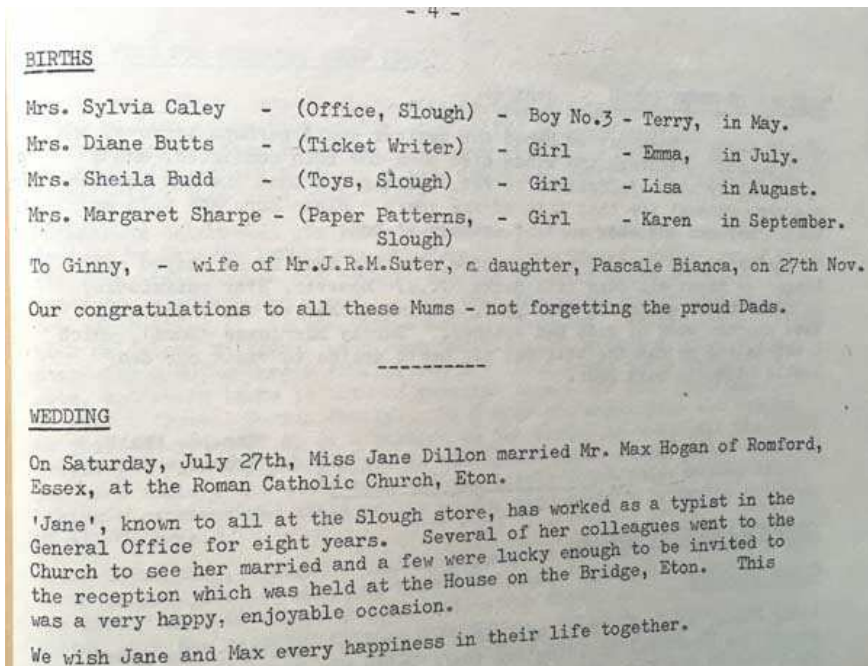 - 4 -
BIRTHS
Mrs. Sylvia Caley - (Office, Slough) - Boy No.3 - Terry, in May.
Mrs. Diane Butts - (Ticket Writer) - Girl - Emma, in July.
Mrs. Sheila Budd - (Toys, Slough) - Girl - Lisa in August.
Mrs. Margaret Sharpe - (Paper Patterns, - Girl - Karen in September.
Slough)
To Ginny, - wife of Mr.J.R.M.Suter, a daughter, Pascale Bianca, on 27th Nov.
Our congratulations to all these Mums - not forgetting the proud Dads.
----------
WEDDING
On Saturday, July 27th, Miss Jane Dillon married Mr. Max Hogan of Romford,
Essex, at the Roman Catholic Church, Eton.
'Jane', known to all at the Slough store, has worked as a typist in the
General Office for eight years. Several of her colleagues went to the
Church to see her married and a few were lucky enough to be invited to
the reception which was held at the House on the Bridge, Eton. This
was a very happy, enjoyable occasion.
We wish Jane and Max every happiness in their life together.